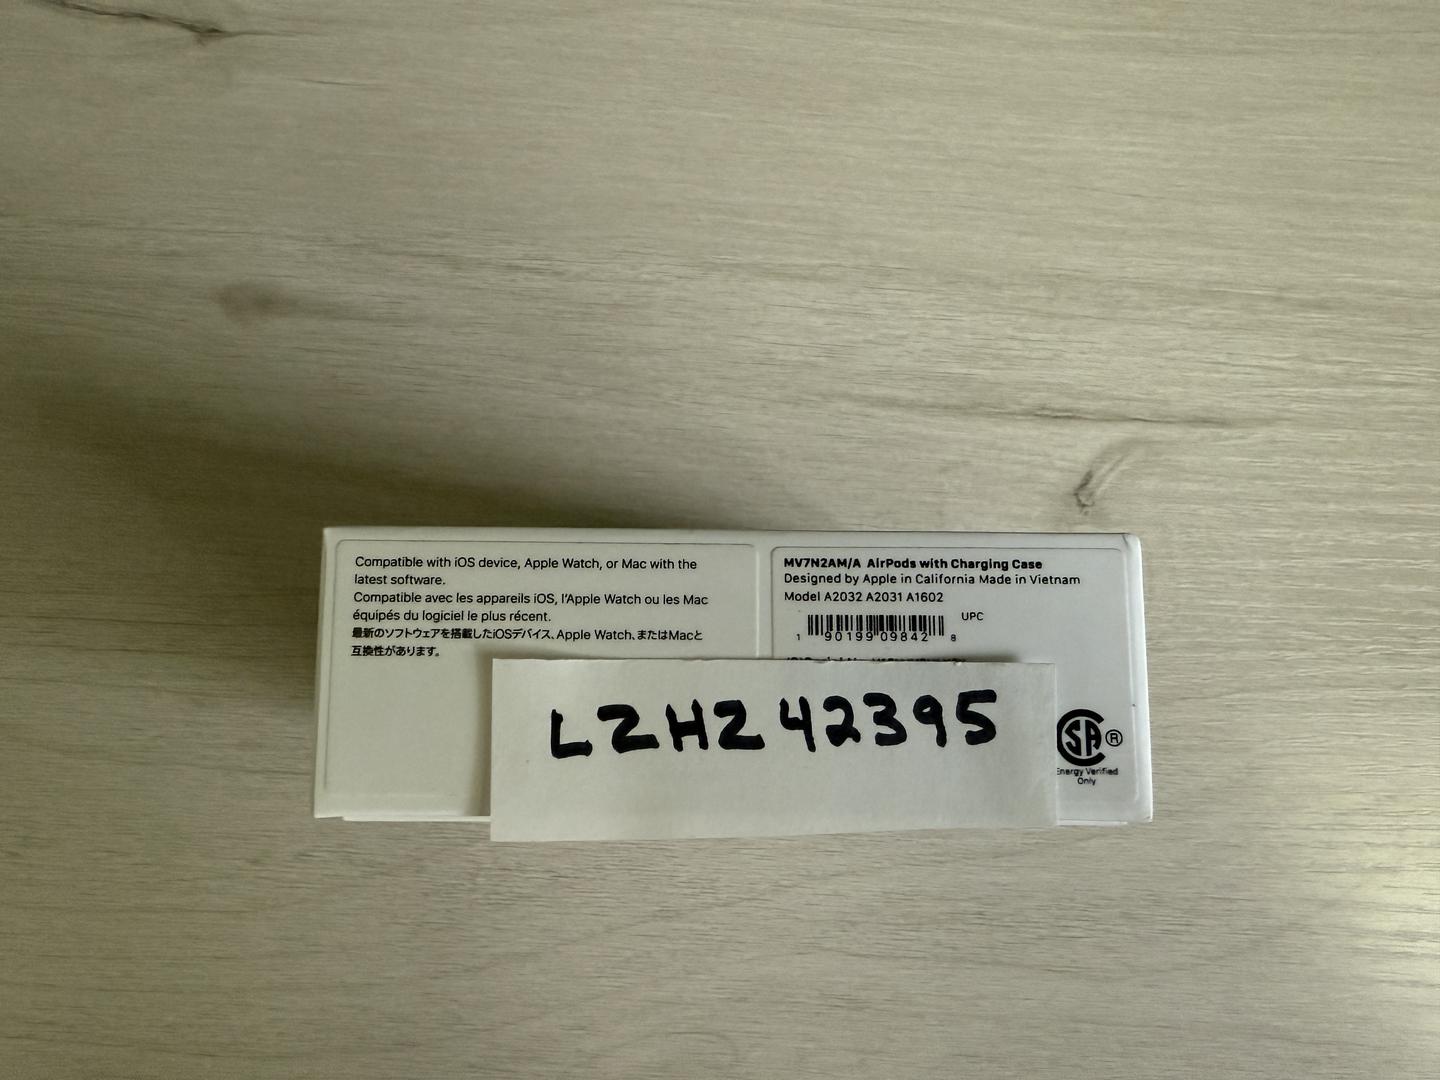 Compatible with iOS device, Apple Watch, or Mac with the
latest software.
Compatible avec les appareils iOS, l'Apple Watch ou les Mac
équipés du logiciel le plus récent.
最新のソフトウェアを搭載したiOSデバイス、Apple Watch、またはMacと
互換性があります。
MV7N2AM/A AirPods with Charging Case
Designed by Apple in California Made in Vietnam
Model A2032 A2031 A1602
UPC
1 90199 09842 8
LZHZ42395
SA ®
Energy Verified
Only